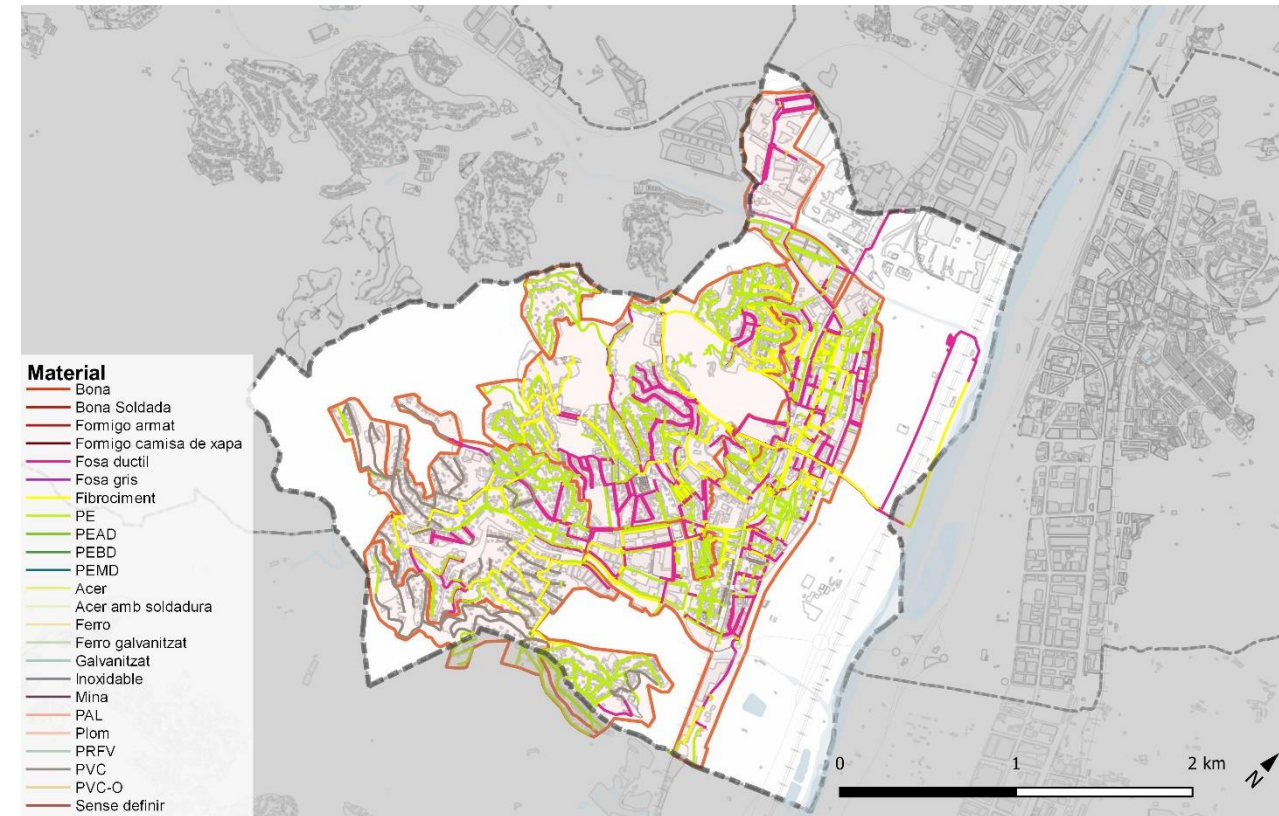 Material
Bona
Bona Soldada
Formigo armat
Formigo camisa de xapa
Fosa ductil
Fosa gris
Fibrociment
PE
PEAD
PEBD
PEMD
Acer
Acer amb soldadura
Ferro
Ferro galvanitzat
Galvanitzat
Inoxidable
Mina
PAL
Plom
PRFV
PVC
PVC-O
Sense definir
0 1 2 km
N